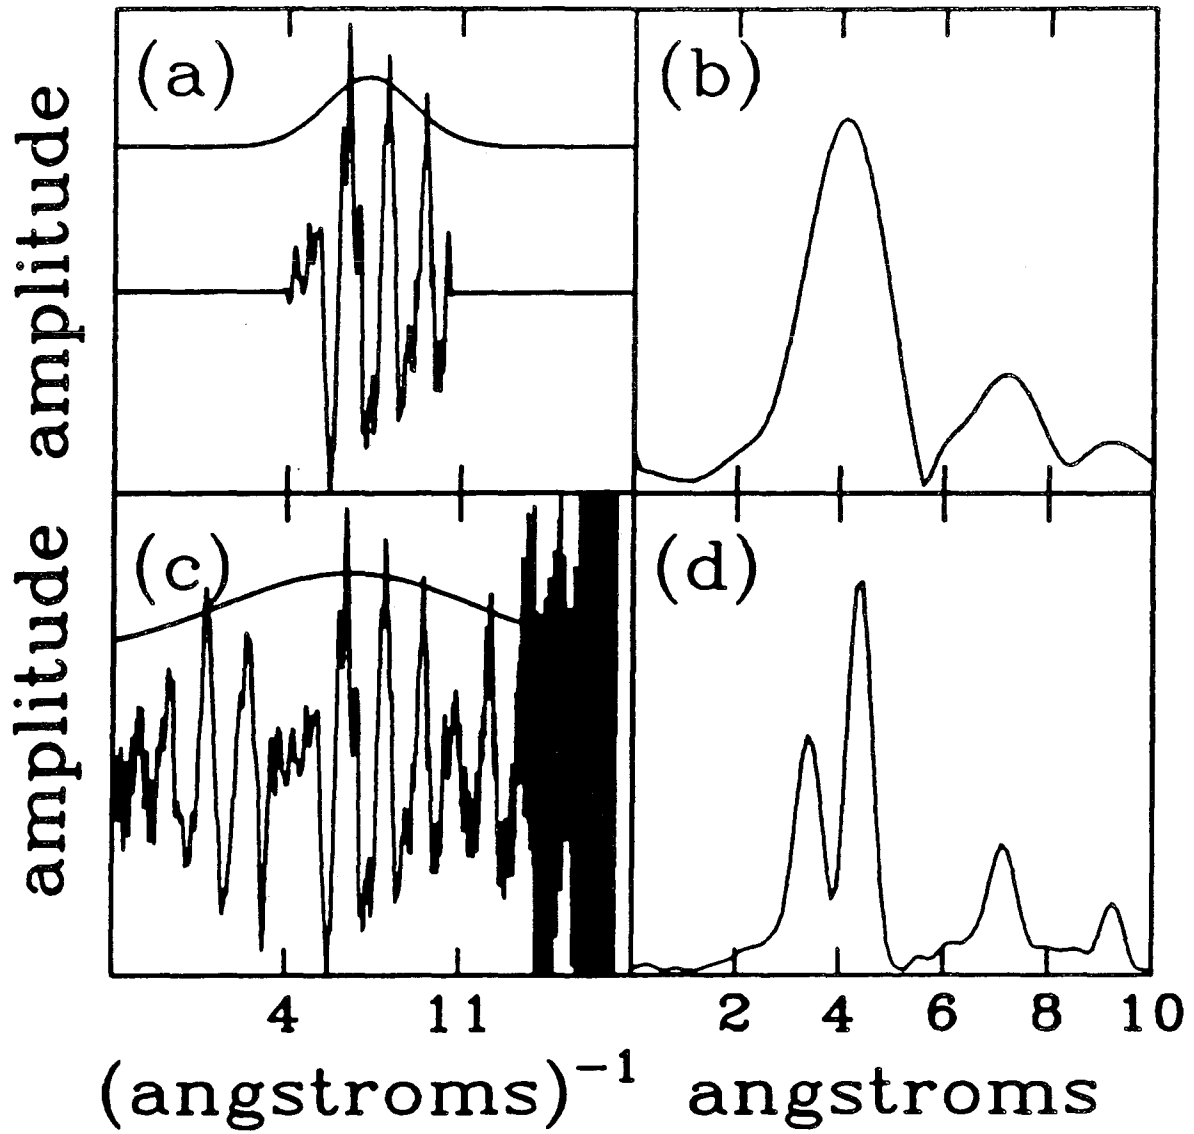 (a)
(b)
amplitude
(c)
(d)
amplitude
4 11
2 4 6 8 10
(angstroms)⁻¹ angstroms